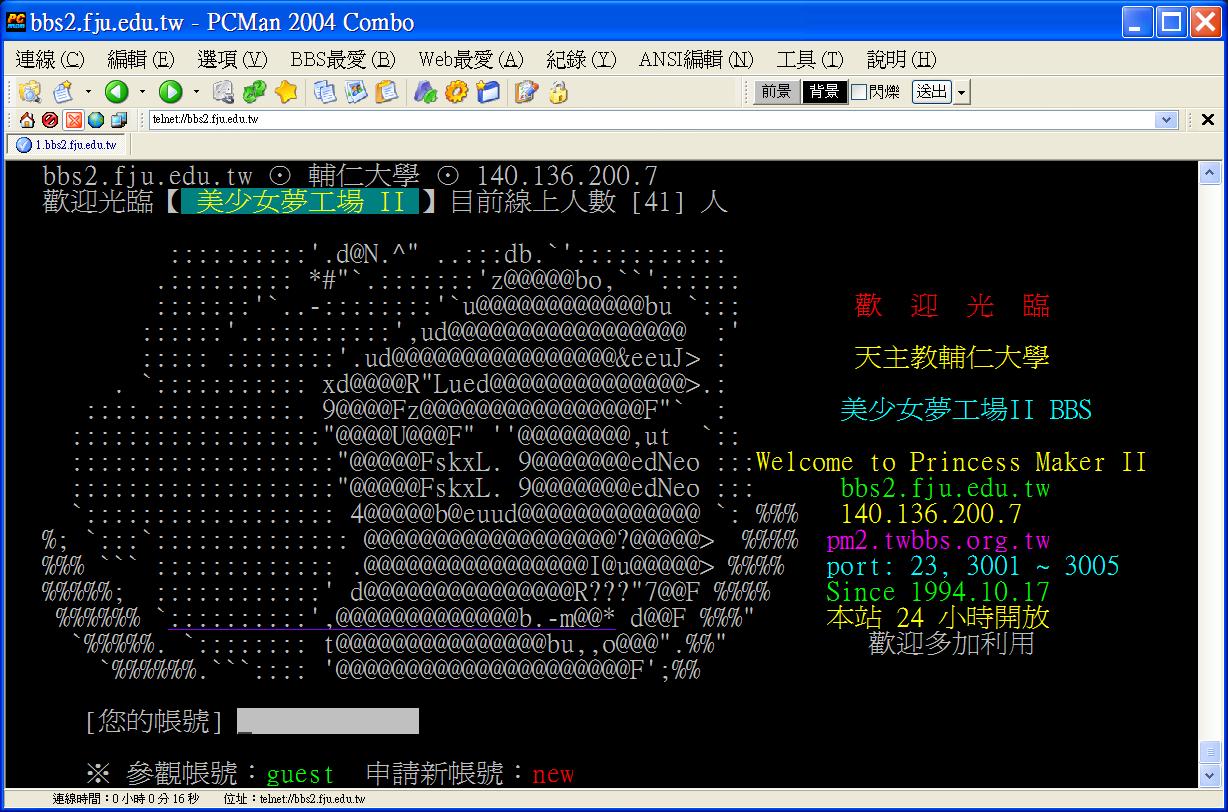 bbs2.fju.edu.tw - PCMan 2004 Combo
連線(C) 編輯(E) 選項(V) BBS最愛(B) Web最愛(A) 紀錄(Y) ANSI編輯(N) 工具(T) 說明(H)
前景 背景 閃爍 送出
telnet://bbs2.fju.edu.tw
1.bbs2.fju.edu.tw
bbs2.fju.edu.tw ⊙ 輔仁大學 ⊙ 140.136.200.7
歡迎光臨【 美少女夢工場 II 】目前線上人數 [41] 人
歡 迎 光 臨
天主教輔仁大學
美少女夢工場II BBS
Welcome to Princess Maker II
bbs2.fju.edu.tw
140.136.200.7
pm2.twbbs.org.tw
port: 23, 3001 ~ 3005
Since 1994.10.17
本站 24 小時開放
歡迎多加利用
[您的帳號]
※ 參觀帳號：guest 申請新帳號：new
連線時間：0 小時 0 分 16 秒 位址：telnet://bbs2.fju.edu.tw